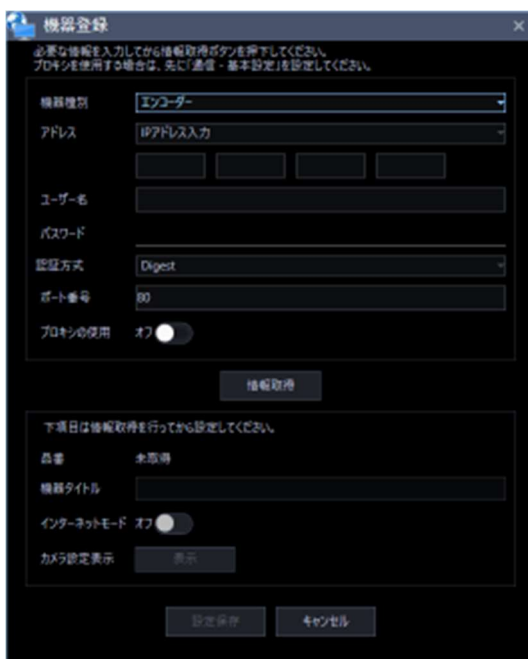 機器登録
必要な情報を入力してから情報取得ボタンを押下してください。
プロキシを使用する場合は、先に「通信・基本設定」を設定してください。
機器種別 エンコーダー
アドレス IPアドレス入力
ユーザー名
パスワード
認証方式 Digest
ポート番号 80
プロキシの使用 オフ
情報取得
下項目は情報取得を行ってから設定してください。
品番 未取得
機器タイトル
インターネットモード オフ
カメラ設定表示 表示
設定保存 キャンセル